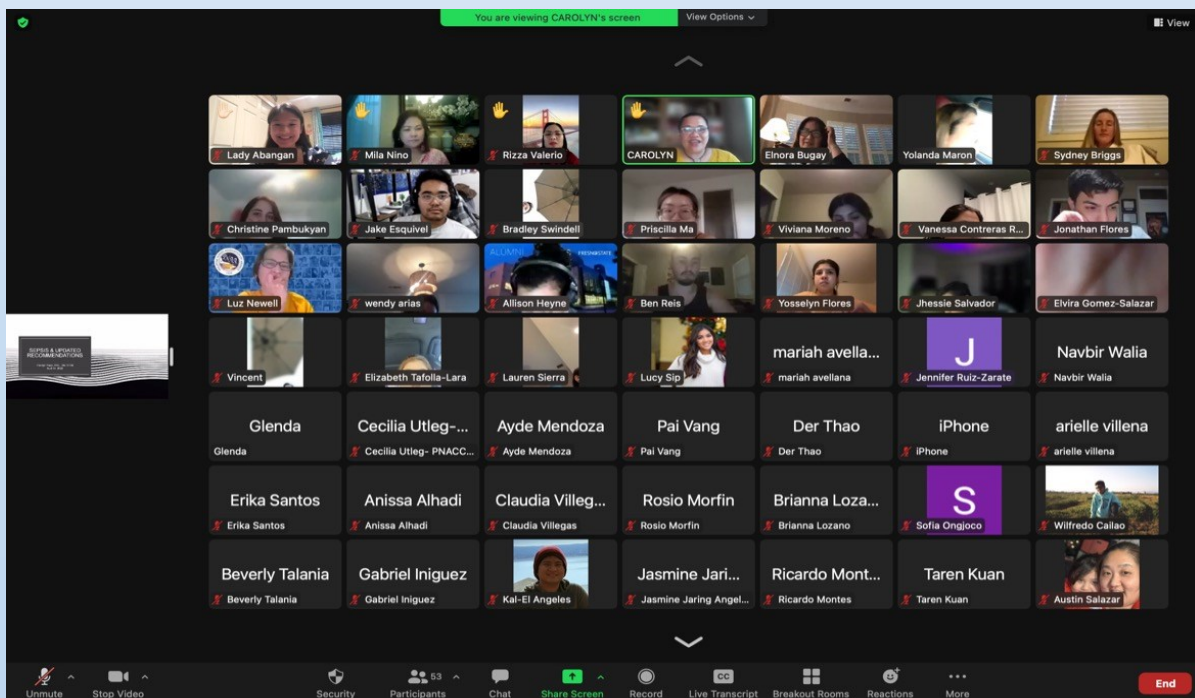 You are viewing CAROLYN's screen
View Options
View
Lady Abangan
Mila Nino
Rizza Valerio
CAROLYN
Elnora Bugay
Yolanda Maron
Sydney Briggs
Christine Pambukyan
Jake Esquivel
Bradley Swindell
Priscilla Ma
Viviana Moreno
Vanessa Contreras R...
Jonathan Flores
ALUMNI
FRESNO STATE
Luz Newell
wendy arias
Allison Heyne
Ben Reis
Yosselyn Flores
Jhessie Salvador
Elvira Gomez-Salazar
SEPSIS & UPDATED
RECOMMENDATIONS
Vincent
Elizabeth Tafolla-Lara
Lauren Sierra
Lucy Sip
mariah avella...
mariah avellana
J
Jennifer Ruiz-Zarate
Navbir Walia
Navbir Walia
Glenda
Glenda
Cecilia Utleg-...
Cecilia Utleg- PNACC...
Ayde Mendoza
Ayde Mendoza
Pai Vang
Pai Vang
Der Thao
Der Thao
iPhone
iPhone
arielle villena
arielle villena
Erika Santos
Erika Santos
Anissa Alhadi
Anissa Alhadi
Claudia Villeg...
Claudia Villegas
Rosio Morfin
Rosio Morfin
Brianna Loza...
Brianna Lozano
S
Sofia Ongjoco
Wilfredo Cailao
Beverly Talania
Beverly Talania
Gabriel Iniguez
Gabriel Iniguez
Kal-El Angeles
Jasmine Jari...
Jasmine Jaring Angel...
Ricardo Mont...
Ricardo Montes
Taren Kuan
Taren Kuan
Austin Salazar
Unmute
Stop Video
Security
53
Participants
Chat
Share Screen
Record
CC
Live Transcript
Breakout Rooms
Reactions
More
End